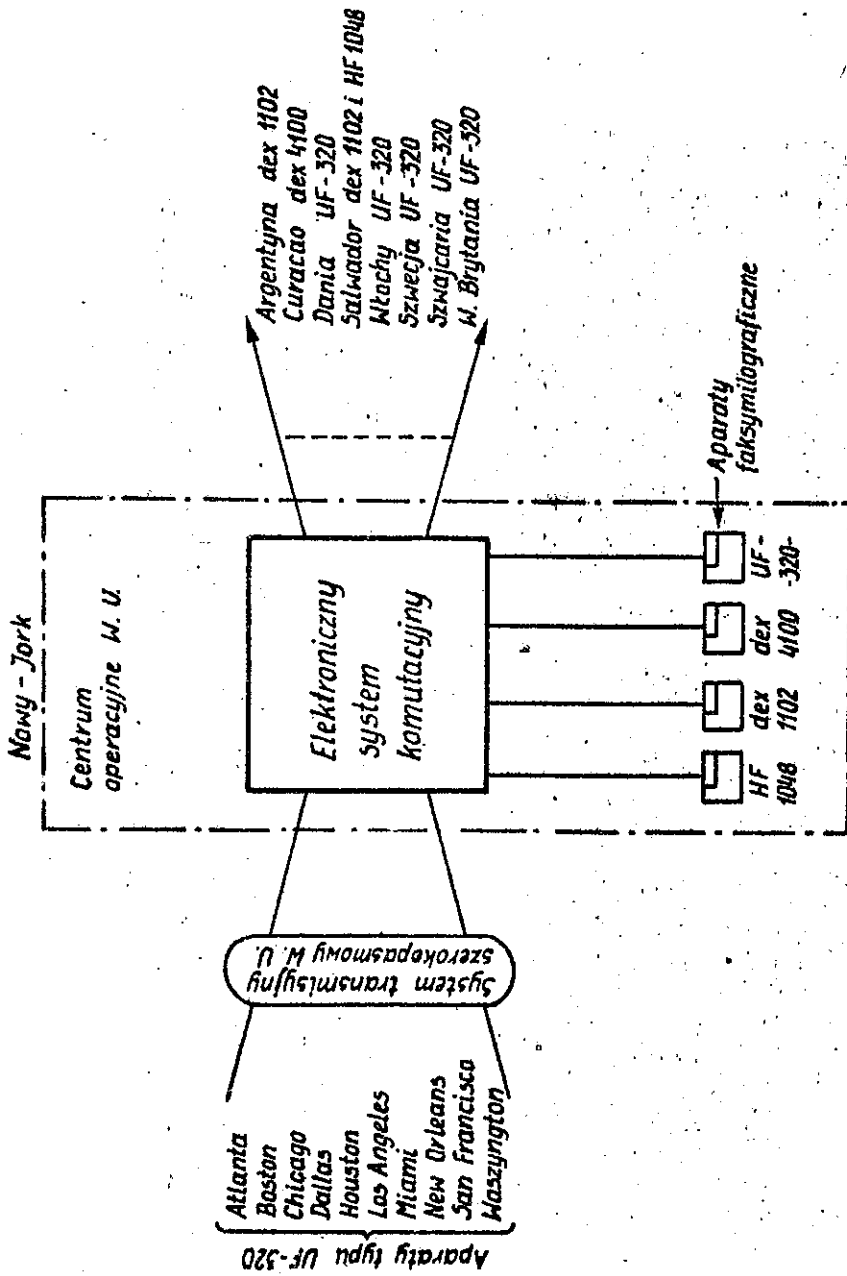 Nowy-Jork
Centrum
operacyjne W. U.
Aparaty typu UF-320
Atlanta
Boston
Chicago
Dallas
Houston
Los Angeles
Miami
New Orleans
San Francisco
Waszyngton
System transmisyjny
szerokopasmowy W. U.
Elektroniczny
system
komutacyjny
Argentyna dex 1102
Curacao dex 4100
Dania UF-320
Salwador dex 1102 i HF 1048
Włochy UF-320
Szwecja UF-320
Szwajcaria UF-320
W. Brytania UF-320
HF
1048
dex
1102
dex
4100
UF-
-320-
Aparaty
faksymilograficzne